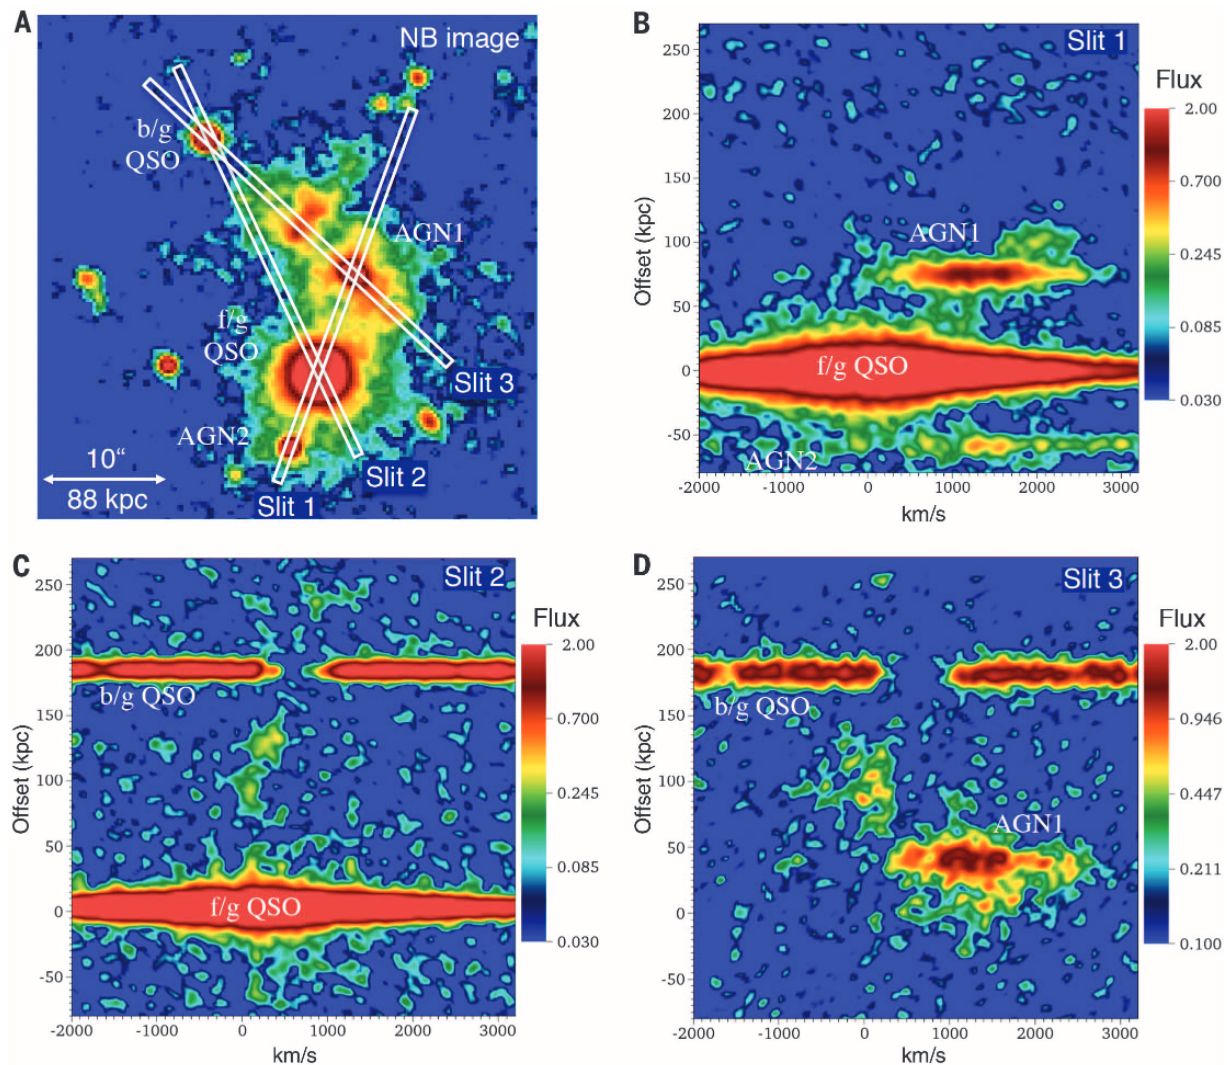 A
NB image
b/g
QSO
AGN1
f/g
QSO
Slit 3
AGN2
10“
88 kpc
Slit 2
Slit 1
B
Slit 1
Flux
250
200
150
100
50
0
-50
Offset (kpc)
AGN1
f/g QSO
AGN2
2.00
0.700
0.245
0.085
0.030
-2000 -1000 0 1000 2000 3000
km/s
C
Slit 2
Flux
250
200
150
100
50
0
-50
Offset (kpc)
b/g QSO
f/g QSO
2.00
0.700
0.245
0.085
0.030
-2000 -1000 0 1000 2000 3000
km/s
D
Slit 3
Flux
250
200
150
100
50
0
-50
Offset (kpc)
b/g QSO
AGN1
2.00
0.946
0.447
0.211
0.100
-2000 -1000 0 1000 2000 3000
km/s